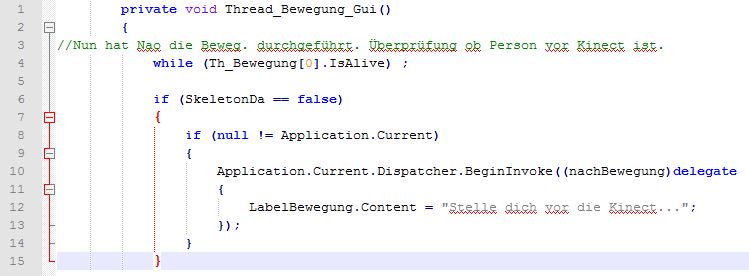 1 private void Thread_Bewegung_Gui()
2 {
3 //Nun hat Nao die Beweg. durchgeführt. Überprüfung ob Person vor Kinect ist.
4 while (Th_Bewegung[0].IsAlive) ;
5
6 if (SkeletonDa == false)
7 {
8 if (null != Application.Current)
9 {
10 Application.Current.Dispatcher.BeginInvoke((nachBewegung)delegate
11 {
12 LabelBewegung.Content = "Stelle dich vor die Kinect...";
13 });
14 }
15 }